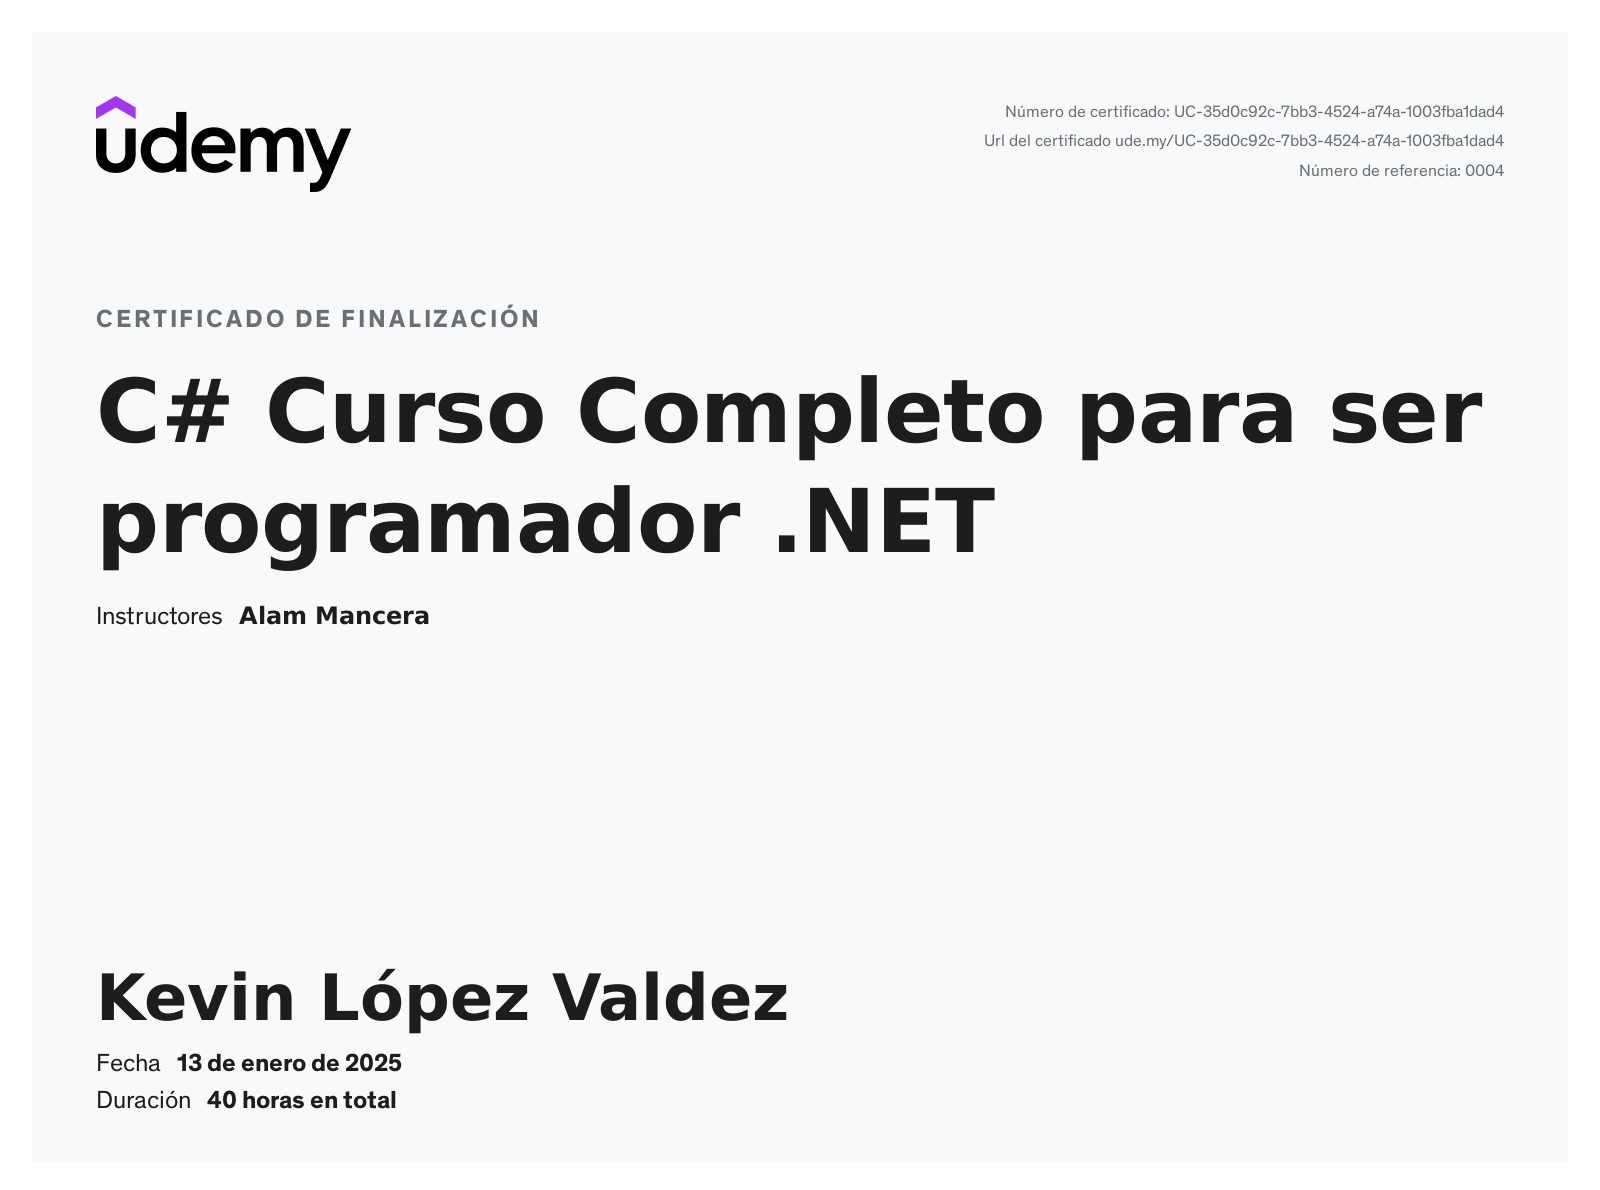 udemy
Número de certificado: UC-35d0c92c-7bb3-4524-a74a-1003fba1dad4
Url del certificado ude.my/UC-35d0c92c-7bb3-4524-a74a-1003fba1dad4
Número de referencia: 0004
CERTIFICADO DE FINALIZACIÓN
C# Curso Completo para ser
programador .NET
Instructores Alam Mancera
Kevin López Valdez
Fecha 13 de enero de 2025
Duración 40 horas en total